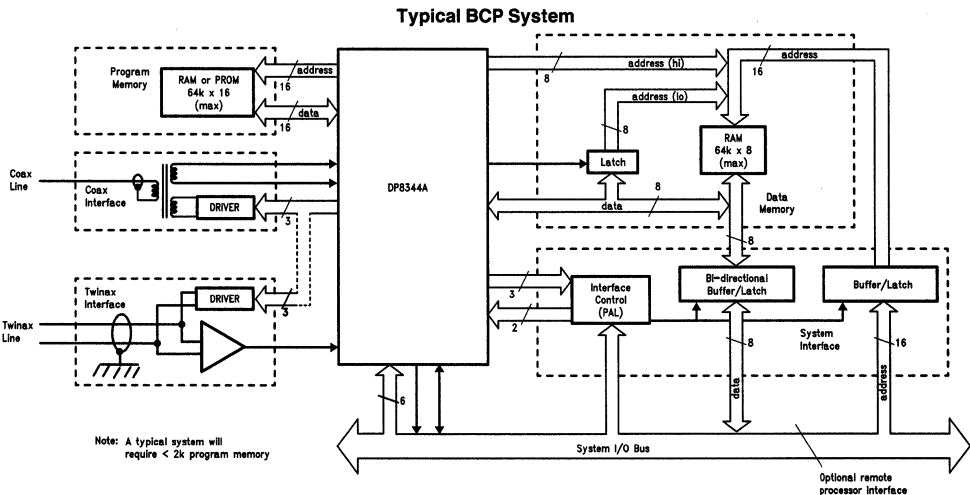 Typical BCP System
Program
Memory
RAM or PROM
64k x 16
(max)
address
16
data
16
8
address (hi)
address (lo)
8
16
address
RAM
64k x 8
(max)
Latch
8
data
Data
Memory
8
DP8344A
Coax
Line
Coax
Interface
DRIVER
3
Twinax
Interface
DRIVER
3
Twinax
Line
3
2
Interface
Control
(PAL)
Bi-directional
Buffer/Latch
Buffer/Latch
System
Interface
8
data
16
address
6
System I/O Bus
Note: A typical system will
require < 2k program memory
Optional remote
processor interface